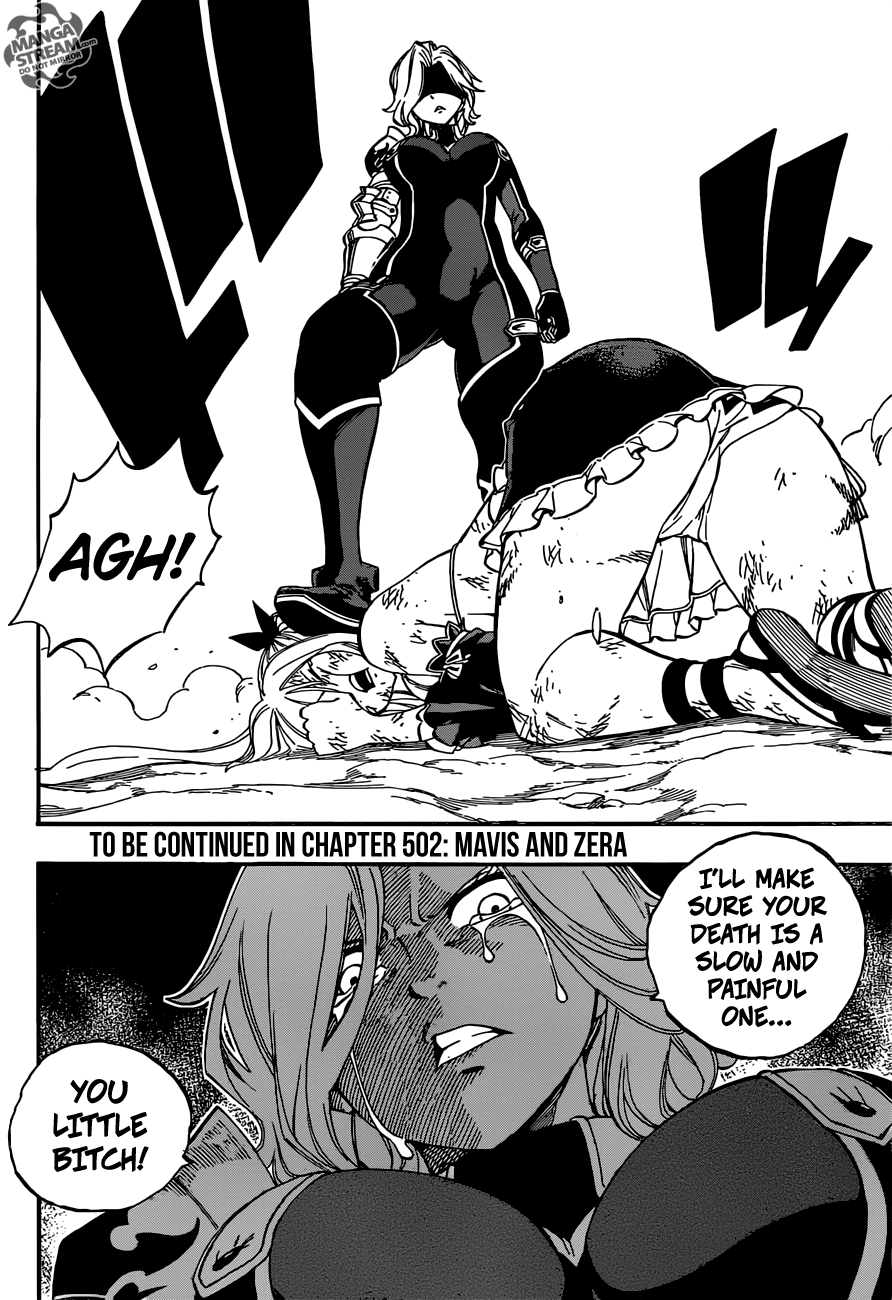 MANGA
STREAM
DO NOT MIRROR
AGH!
TO BE CONTINUED IN CHAPTER 502: MAVIS AND ZERA
I'LL MAKE
SURE YOUR
DEATH IS A
SLOW AND
PAINFUL
ONE...
YOU
LITTLE
BITCH!